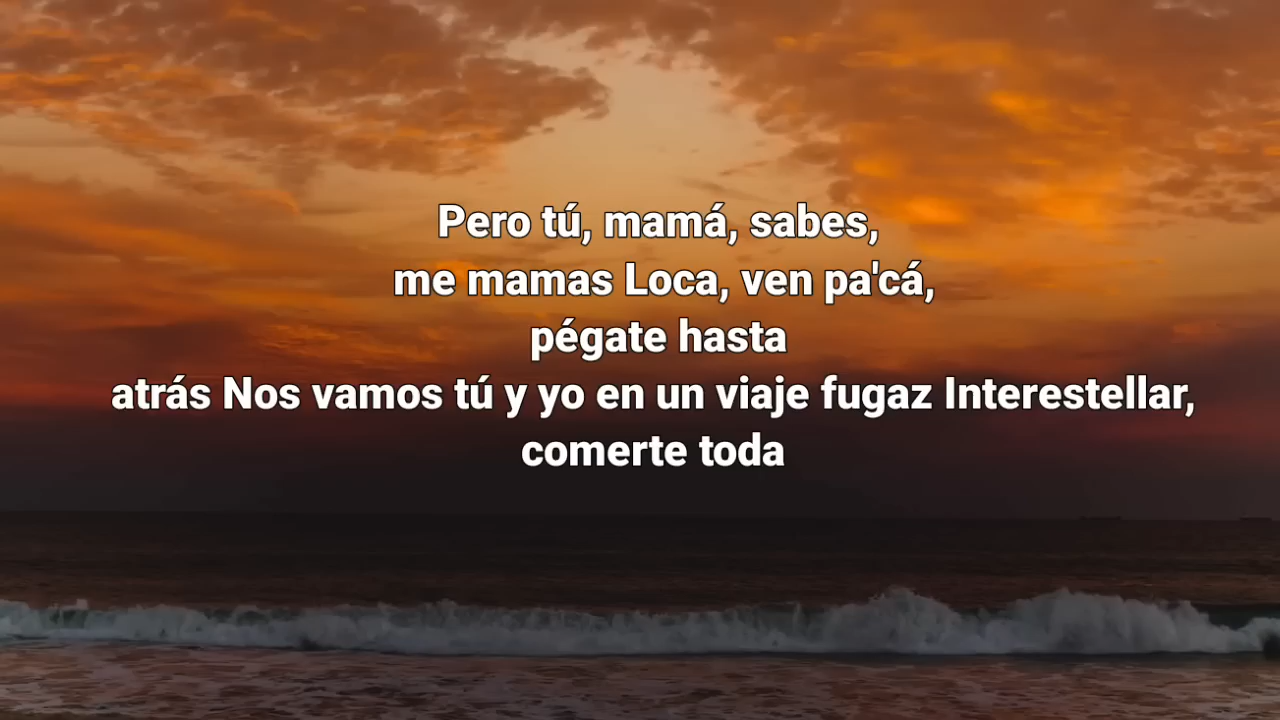 Pero tú, mamá, sabes,
me mamas Loca, ven pa'cá,
pégate hasta
atrás Nos vamos tú y yo en un viaje fugaz Interestellar,
comerte toda